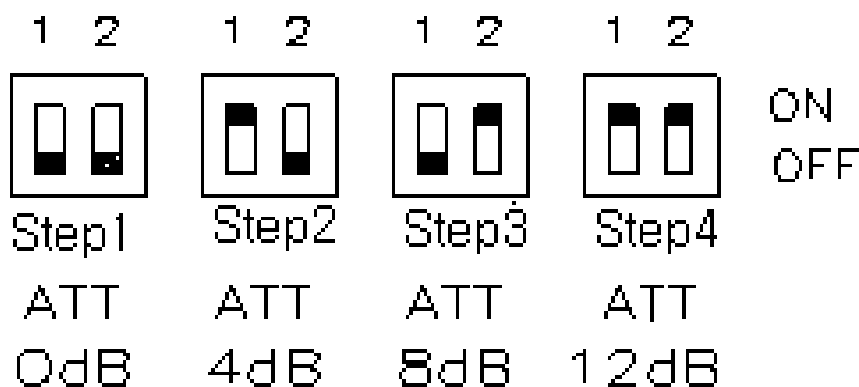 1 2 1 2 1 2 1 2
ON
OFF
Step1 Step2 Step3 Step4
ATT ATT ATT ATT
0dB 4dB 8dB 12dB